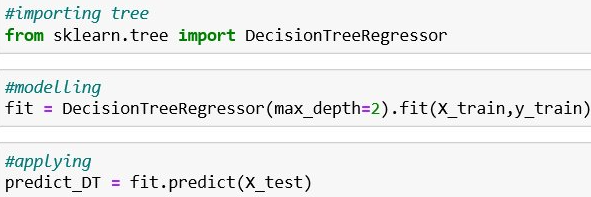 #importing tree
from sklearn.tree import DecisionTreeRegressor
#modelling
fit = DecisionTreeRegressor(max_depth=2).fit(X_train,y_train)
#applying
predict_DT = fit.predict(X_test)